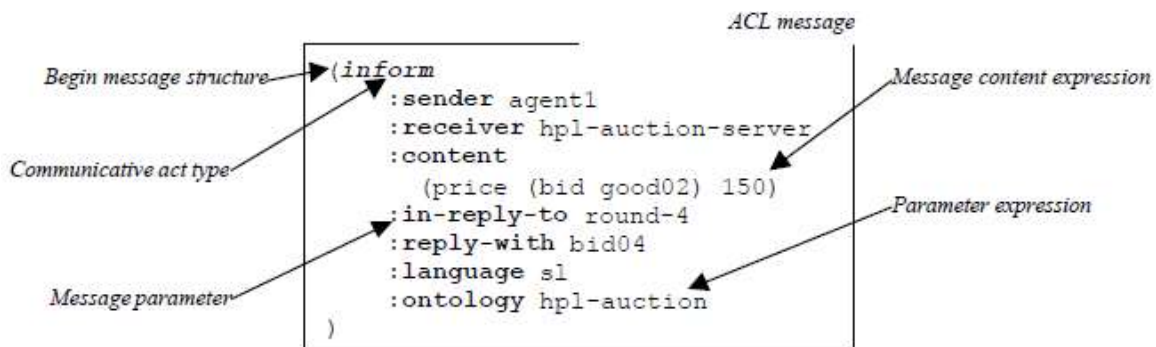 ACL message
Begin message structure
(inform
Message content expression
:sender agent1
:receiver hpl-auction-server
Communicative act type
:content
(price (bid good02) 150)
:in-reply-to round-4
Parameter expression
:reply-with bid04
:language sl
Message parameter
:ontology hpl-auction
)